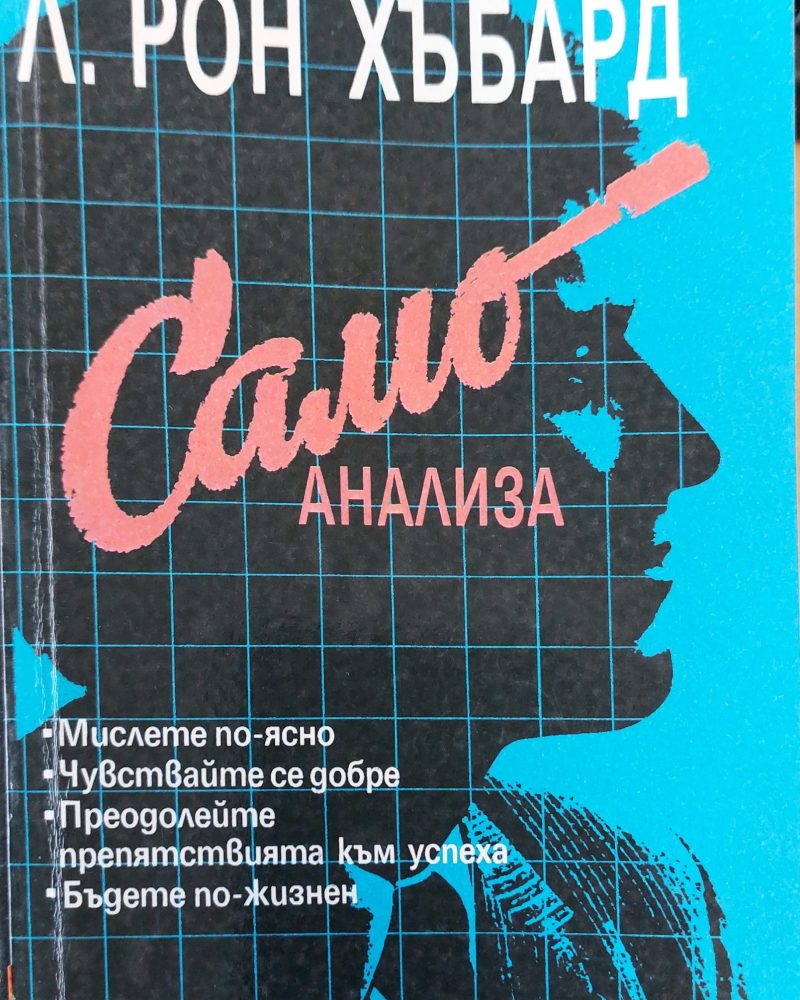 Л. РОН ХЪБАРД
Само
АНАЛИЗА
▪Мислете по-ясно
▪Чувствайте се добре
▪Преодолейте
препятствията към успеха
▪Бъдете по-жизнен